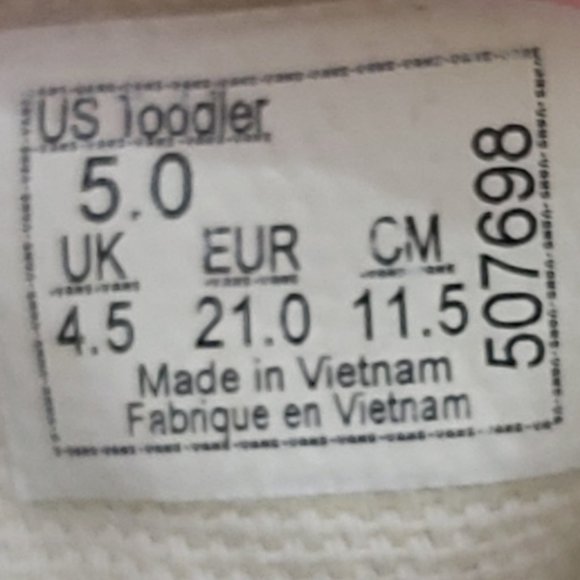 US Toodler
5.0
UK EUR CM
4.5 21.0 11.5
Made in Vietnam
Fabrique en Vietnam
507698